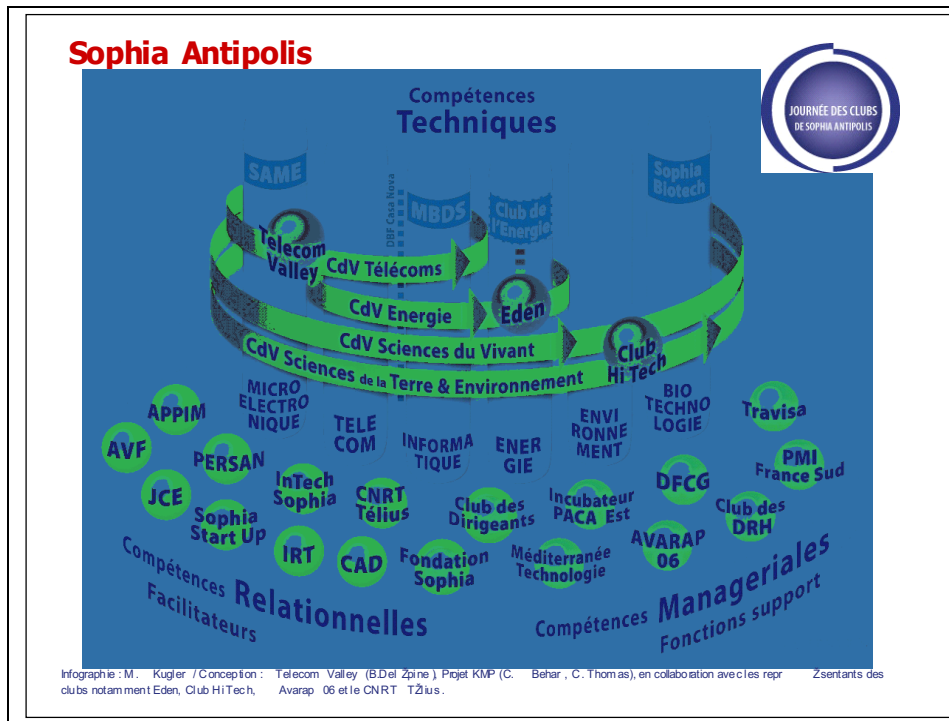 Sophia Antipolis
JOURNÉE DES CLUBS
DE SOPHIA ANTIPOLIS
Compétences
Techniques
SAME
DBF Casa Nova
MBDS
Club de
l'Energie
Sophia
Biotech
Telecom
Valley
CdV Télécoms
CdV Energie
Eden
CdV Sciences du Vivant
Club
Hi Tech
CdV Sciences de la Terre & Environnement
MICRO
ELECTRO
NIQUE
TELE
COM
INFORMA
TIQUE
ENER
GIE
ENVI
RONNE
MENT
BIO
TECHNO
LOGIE
APPIM
Travisa
AVF
PERSAN
PMI
France Sud
JCE
InTech
Sophia
CNRT
Télius
Club des
Dirigeants
Incubateur
PACA Est
DFCG
Club des
DRH
Sophia
Start Up
IRT
CAD
Fondation
Sophia
Méditerranée
Technologie
AVARAP
06
Compétences Relationnelles
Facilitateurs
Compétences Manageriales
Fonctions support
Infographie : M. Kugler / Conception : Telecom Valley (B.Del Žpine ), Projet KMP (C. Behar , C. Thomas), en collaboration avec les repr Žsentants des
clubs notamment Eden, Club Hi Tech, Avarap 06 et le CNRT TŽlius .